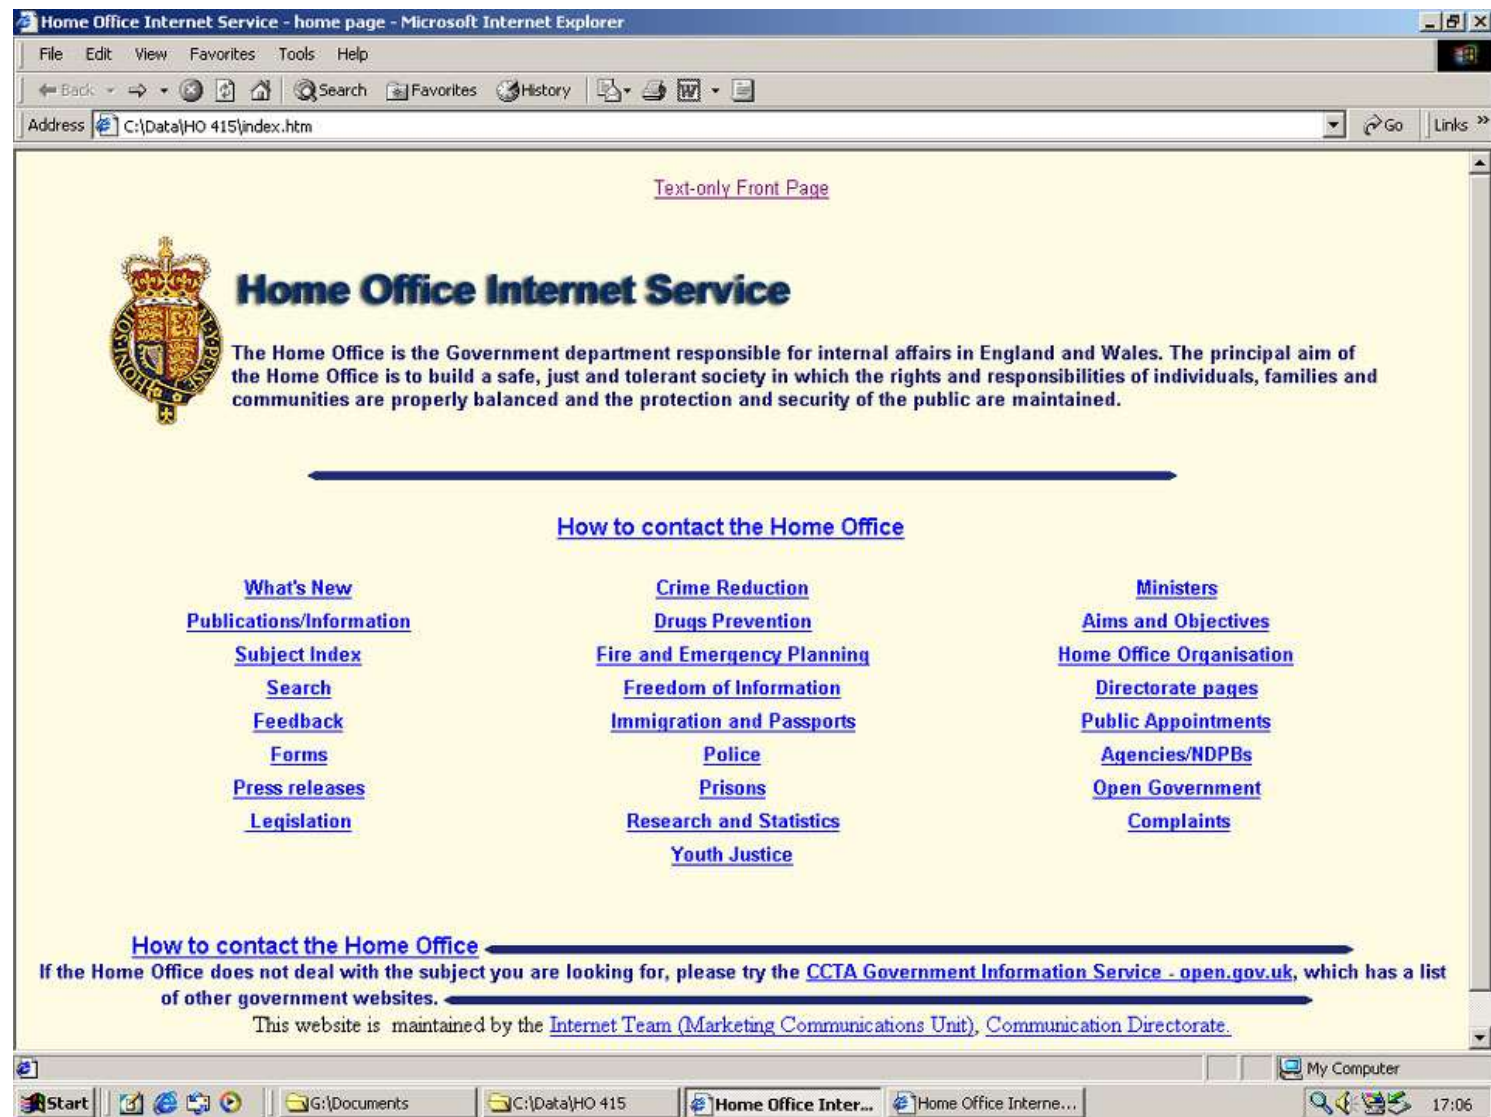 Home Office Internet Service - home page - Microsoft Internet Explorer
File Edit View Favorites Tools Help
Back Search Favorites History
Address C:\Data\HO 415\index.htm Go Links »
Text-only Front Page
Home Office Internet Service
The Home Office is the Government department responsible for internal affairs in England and Wales. The principal aim of
the Home Office is to build a safe, just and tolerant society in which the rights and responsibilities of individuals, families and
communities are properly balanced and the protection and security of the public are maintained.
How to contact the Home Office
What's New Crime Reduction Ministers
Publications/Information Drugs Prevention Aims and Objectives
Subject Index Fire and Emergency Planning Home Office Organisation
Search Freedom of Information Directorate pages
Feedback Immigration and Passports Public Appointments
Forms Police Agencies/NDPBs
Press releases Prisons Open Government
Legislation Research and Statistics Complaints
Youth Justice
How to contact the Home Office
If the Home Office does not deal with the subject you are looking for, please try the CCTA Government Information Service - open.gov.uk, which has a list
of other government websites.
This website is maintained by the Internet Team (Marketing Communications Unit), Communication Directorate.
My Computer
Start G:\Documents C:\Data\HO 415 Home Office Inter... Home Office Interne... 17:06